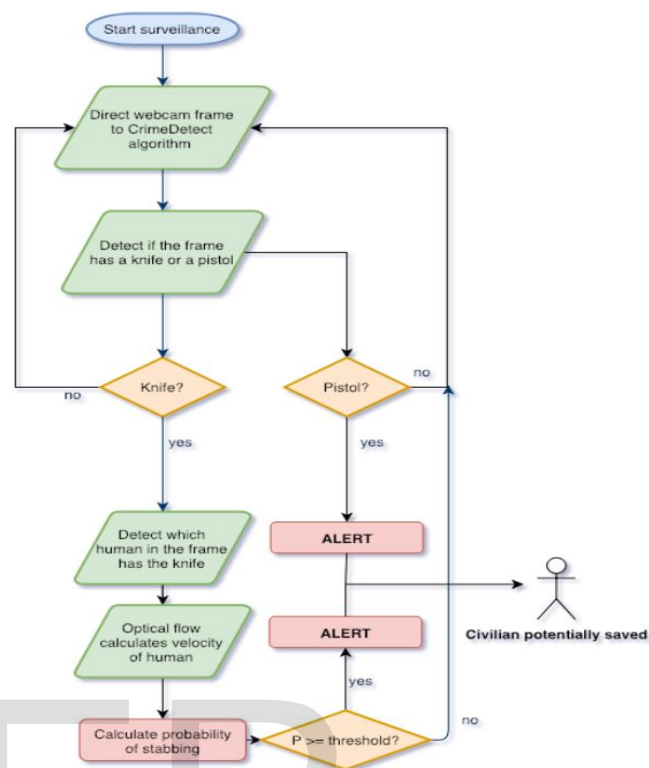 Start surveillance
Direct webcam frame
to CrimeDetect
algorithm
Detect if the frame
has a knife or a pistol
Knife?
no
yes
Pistol?
no
yes
Detect which
human in the frame
has the knife
ALERT
Optical flow
calculates velocity
of human
ALERT
Civilian potentially saved
yes
Calculate probability
of stabbing
P >= threshold?
no